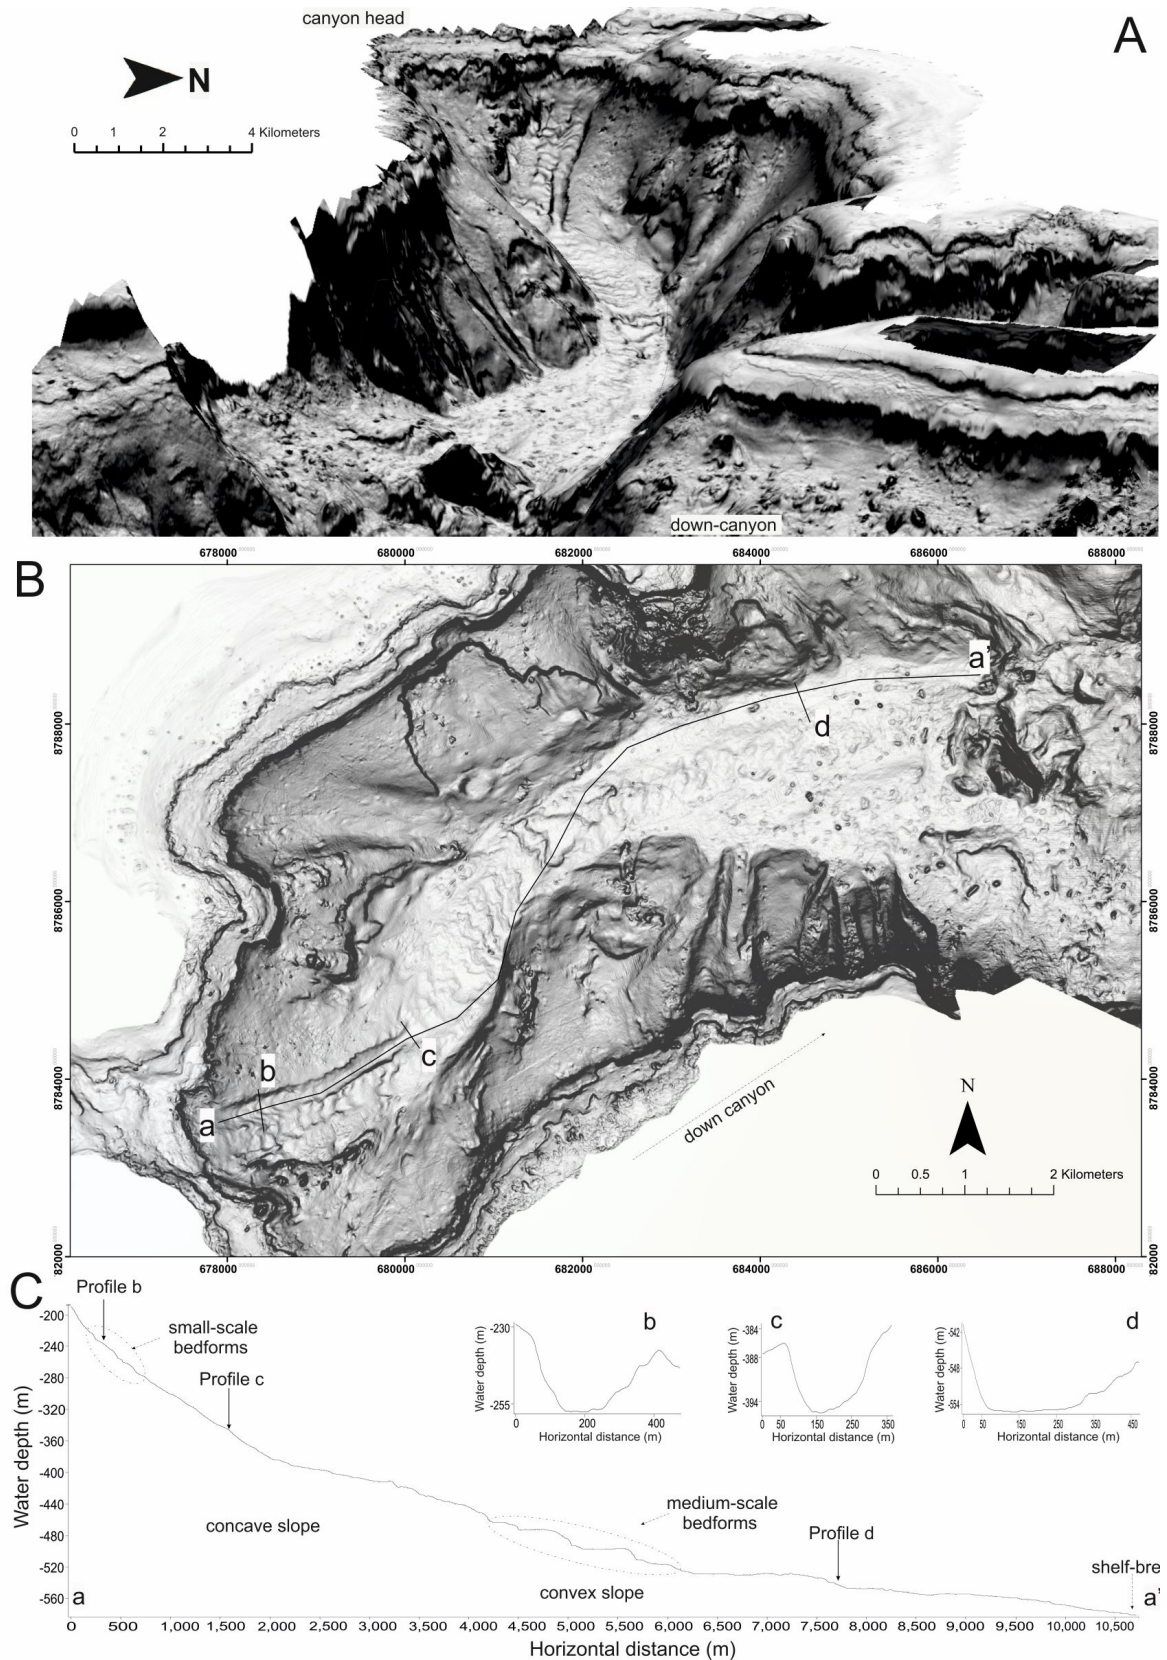 canyon head
A
N
0 1 2 4 Kilometers
down-canyon
B
678000 680000 682000 684000 686000 688000
8788000
8786000
8784000
82000
8788000
8786000
8784000
82000
a'
d
c
b
a
down canyon
N
0 0.5 1 2 Kilometers
678000 680000 682000 684000 686000 688000
C
Profile b
small-scale
bedforms
Profile c
concave slope
medium-scale
bedforms
convex slope
Profile d
shelf-bre
a
a'
Water depth (m)
-200
-240
-280
-320
-360
-400
-440
-480
-520
-560
0 500 1,000 1,500 2,000 2,500 3,000 3,500 4,000 4,500 5,000 5,500 6,000 6,500 7,000 7,500 8,000 8,500 9,000 9,500 10,000 10,500
Horizontal distance (m)
b
Water depth (m)
-230
-255
0 200 400
Horizontal distance (m)
c
Water depth (m)
-384
-388
-394
0 50 150 250 350
Horizontal distance (m)
d
Water depth (m)
-542
-548
-554
0 50 150 250 350 450
Horizontal distance (m)